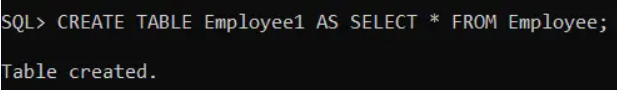 SQL> CREATE TABLE Employee1 AS SELECT * FROM Employee;
Table created.